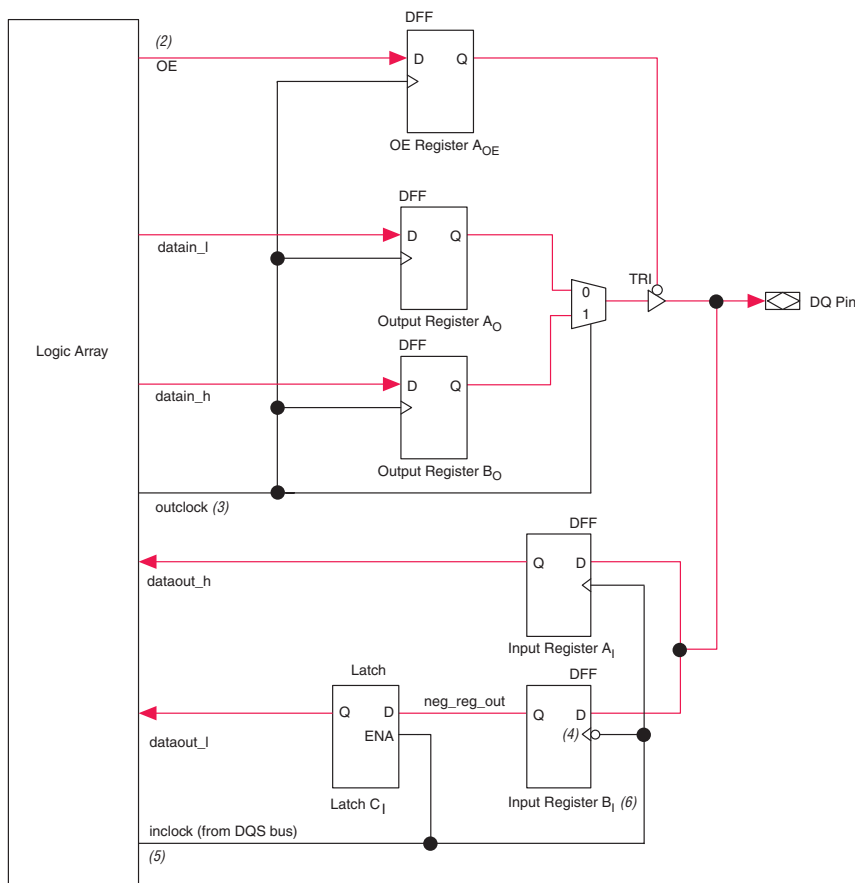 DFF
(2)
OE
D Q
OE Register AOE
DFF
datain_l
D Q
Output Register AO
0
1
TRI
DQ Pin
Logic Array
DFF
datain_h
D Q
Output Register BO
outclock (3)
DFF
dataout_h
Q D
Input Register AI
Latch
DFF
neg_reg_out
Q D
ENA
Q D
(4)
dataout_l
Latch CI
Input Register BI (6)
inclock (from DQS bus)
(5)